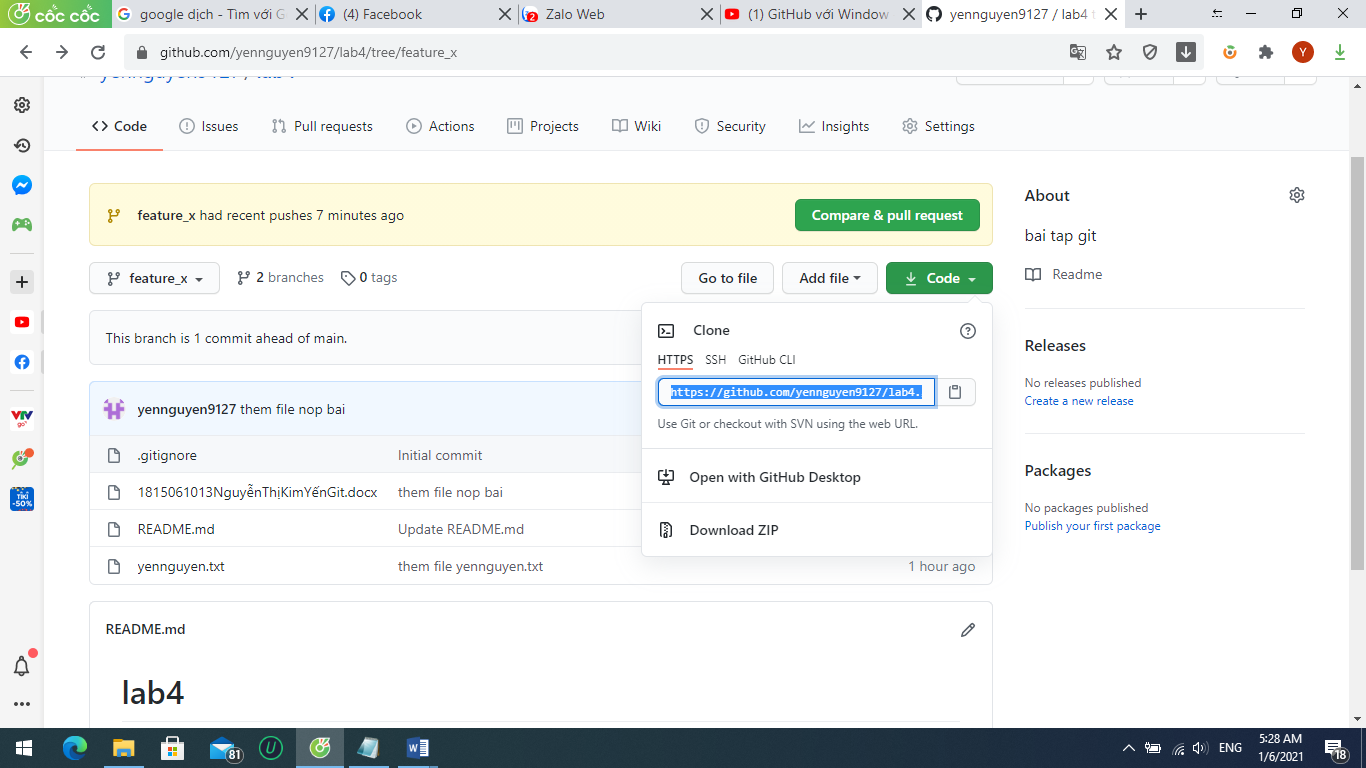 cốc cốc
google dịch - Tìm với G
(4) Facebook
Zalo Web
(1) GitHub với Window
yennguyen9127 / lab4 t
github.com/yennguyen9127/lab4/tree/feature_x
Y
Code
Issues
Pull requests
Actions
Projects
Wiki
Security
Insights
Settings
feature_x had recent pushes 7 minutes ago
Compare & pull request
feature_x
2 branches
0 tags
Go to file
Add file
Code
This branch is 1 commit ahead of main.
Clone
HTTPS SSH GitHub CLI
https://github.com/yennguyen9127/lab4.
Use Git or checkout with SVN using the web URL.
Open with GitHub Desktop
Download ZIP
yennguyen9127 them file nop bai
.gitignore Initial commit
1815061013NguyễnThịKimYếnGit.docx them file nop bai
README.md Update README.md
yennguyen.txt them file yennguyen.txt 1 hour ago
README.md
lab4
About
bai tap git
Readme
Releases
No releases published
Create a new release
Packages
No packages published
Publish your first package
VTV
go
TIKI
-50%
2
81
U
W
ENG
5:28 AM
1/6/2021
18